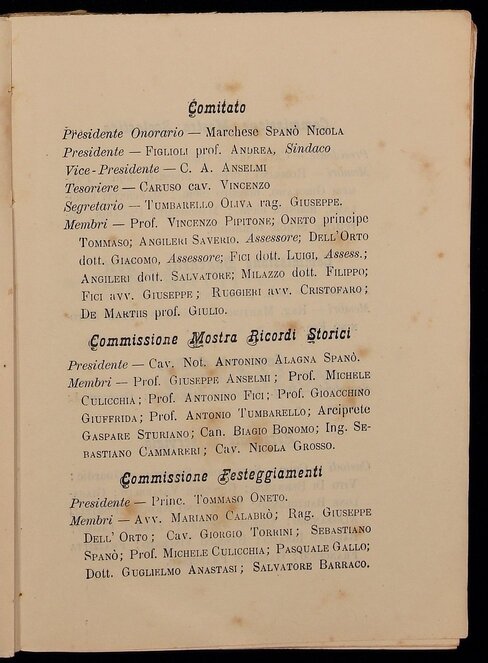 Comitato
Presidente Onorario — Marchese SPANÒ NICOLA
Presidente — FIGLIOLI prof. ANDREA, Sindaco
Vice-Presidente — C. A. ANSELMI
Tesoriere — CARUSO cav. VINCENZO
Segretario — TUMBARELLO OLIVA rag. GIUSEPPE.
Membri — Prof. VINCENZO PIPITONE; ONETO principe
TOMMASO; ANGILERI SAVERIO, Assessore; DELL'ORTO
dott. GIACOMO, Assessore; FICI dott. LUIGI, Assess.;
ANGILERI dott. SALVATORE; MILAZZO dott. FILIPPO;
FICI avv. GIUSEPPE; RUGGIERI avv. CRISTOFARO;
DE MARTIIS prof. GIULIO.
Commissione Mostra Ricordi Storici
Presidente — Cav. Not. ANTONINO ALAGNA SPANÒ.
Membri — Prof. GIUSEPPE ANSELMI; Prof. MICHELE
CULICCHIA; Prof. ANTONINO FICI; Prof. GIOACCHINO
GIUFFRIDA; Prof. ANTONIO TUMBARELLO; Arciprete
GASPARE STURIANO; Can. BIAGIO BONOMO; Ing. SE-
BASTIANO CAMMARERI; Cav. NICOLA GROSSO.
Commissione Festeggiamenti
Presidente — Princ. TOMMASO ONETO.
Membri — Avv. MARIANO CALABRÒ; Rag. GIUSEPPE
DELL'ORTO; Cav. GIORGIO TORRINI; SEBASTIANO
SPANÒ; Prof. MICHELE CULICCHIA; PASQUALE GALLO;
Dott. GUGLIELMO ANASTASI; SALVATORE BARRACO.